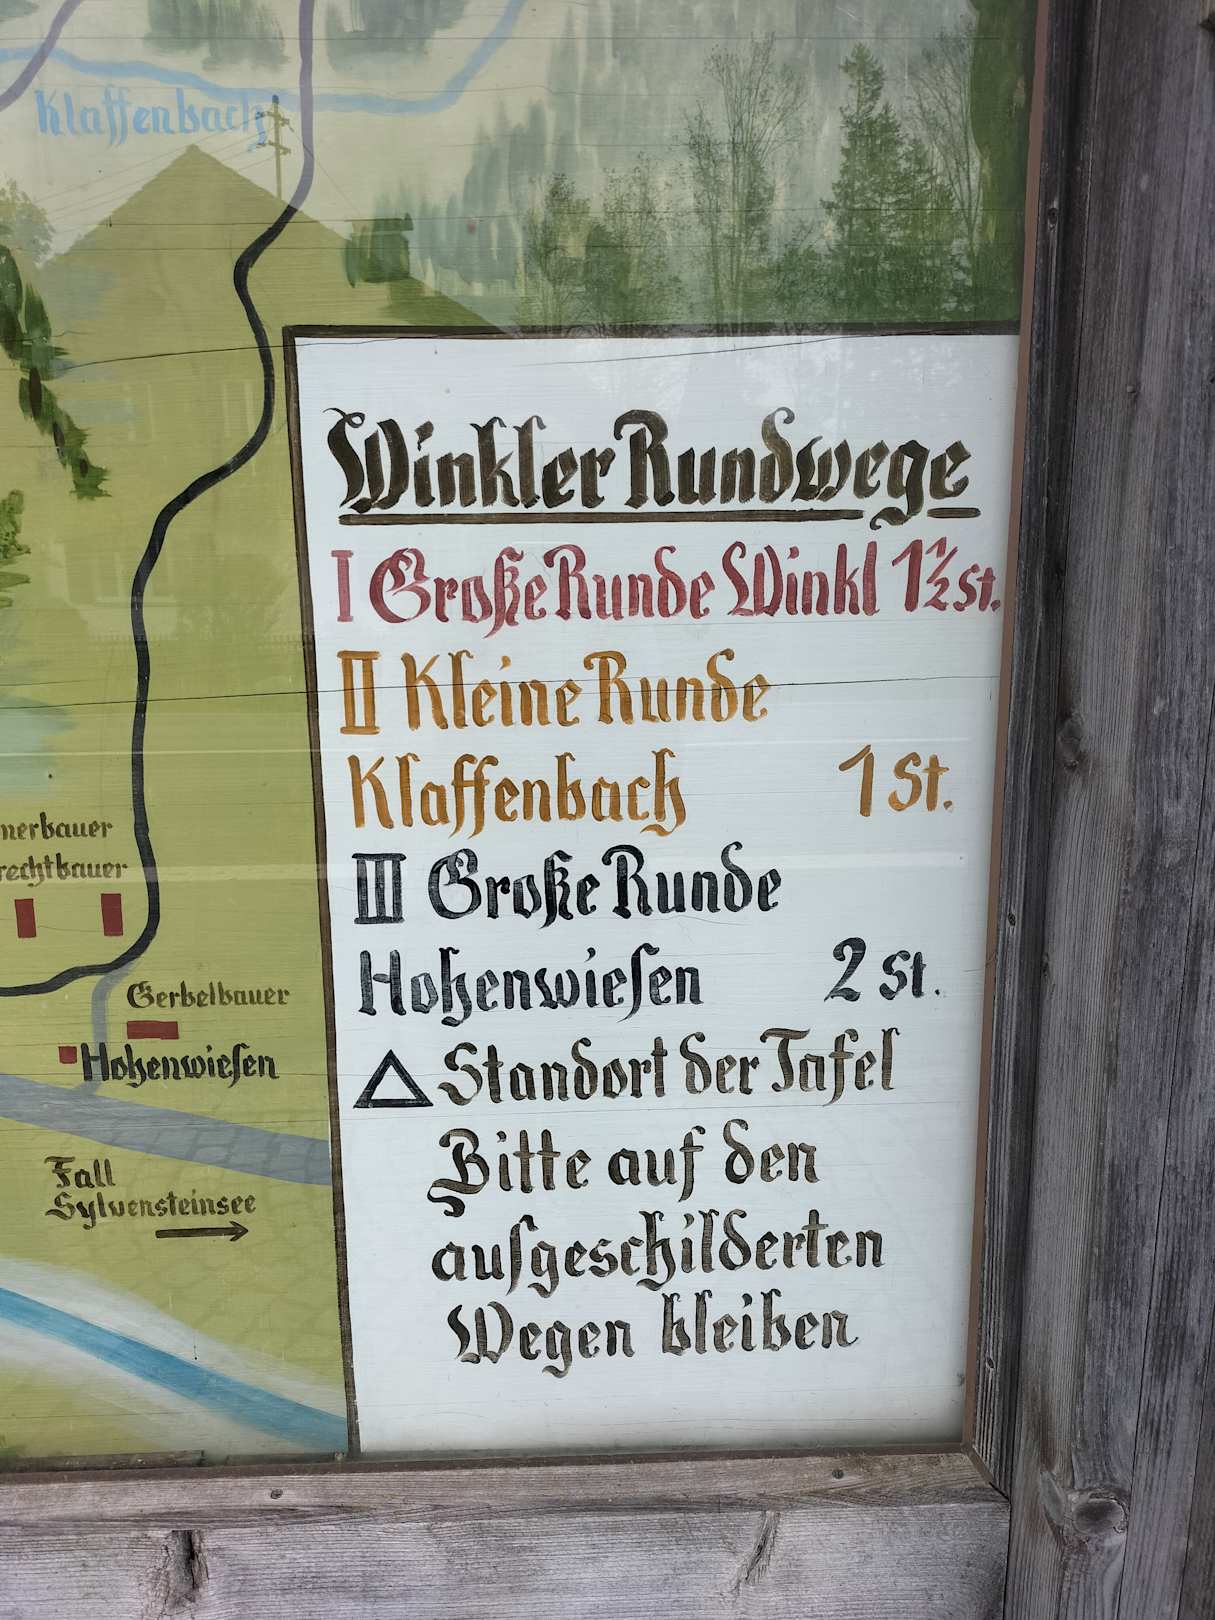 Klaffenbach
Winkler Rundwege
I Große Runde Winkl 1½ St.
II Kleine Runde
Klaffenbach 1 St.
III Große Runde
Hohenwiesen 2 St.
Standort der Tafel
Bitte auf den
ausgeschilderten
Wegen bleiben
nerbauer
rechtbauer
Gerbelbauer
Hohenwiesen
Fall
Sylvensteinsee